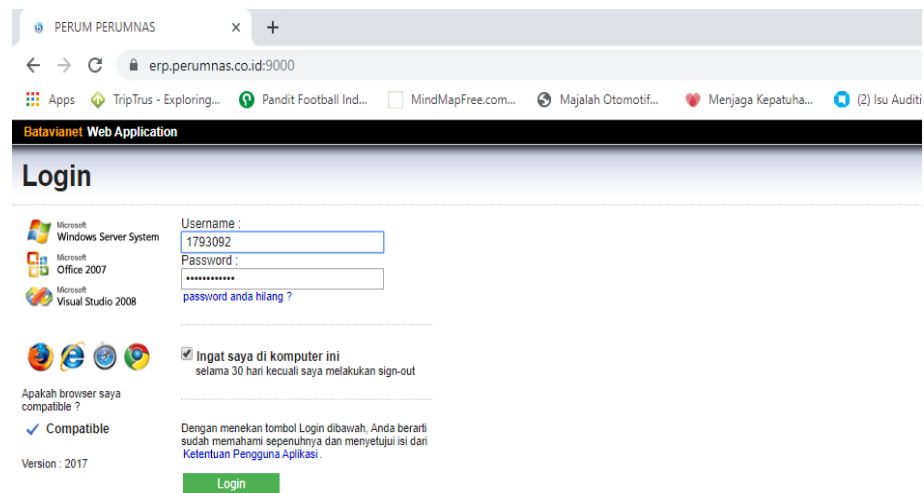 PERUM PERUMNAS
erp.perumnas.co.id:9000
Apps TripTrus - Exploring... Pandit Football Ind... MindMapFree.com... Majalah Otomotif... Menjaga Kepatuha... (2) Isu Auditi
Batavianet Web Application
Login
Microsoft
Windows Server System
Microsoft
Office 2007
Microsoft
Visual Studio 2008
Username :
1793092
Password :
password anda hilang ?
Ingat saya di komputer ini
selama 30 hari kecuali saya melakukan sign-out
Apakah browser saya
compatible ?
Compatible
Version : 2017
Dengan menekan tombol Login dibawah, Anda berarti
sudah memahami sepenuhnya dan menyetujui isi dari
Ketentuan Pengguna Aplikasi.
Login